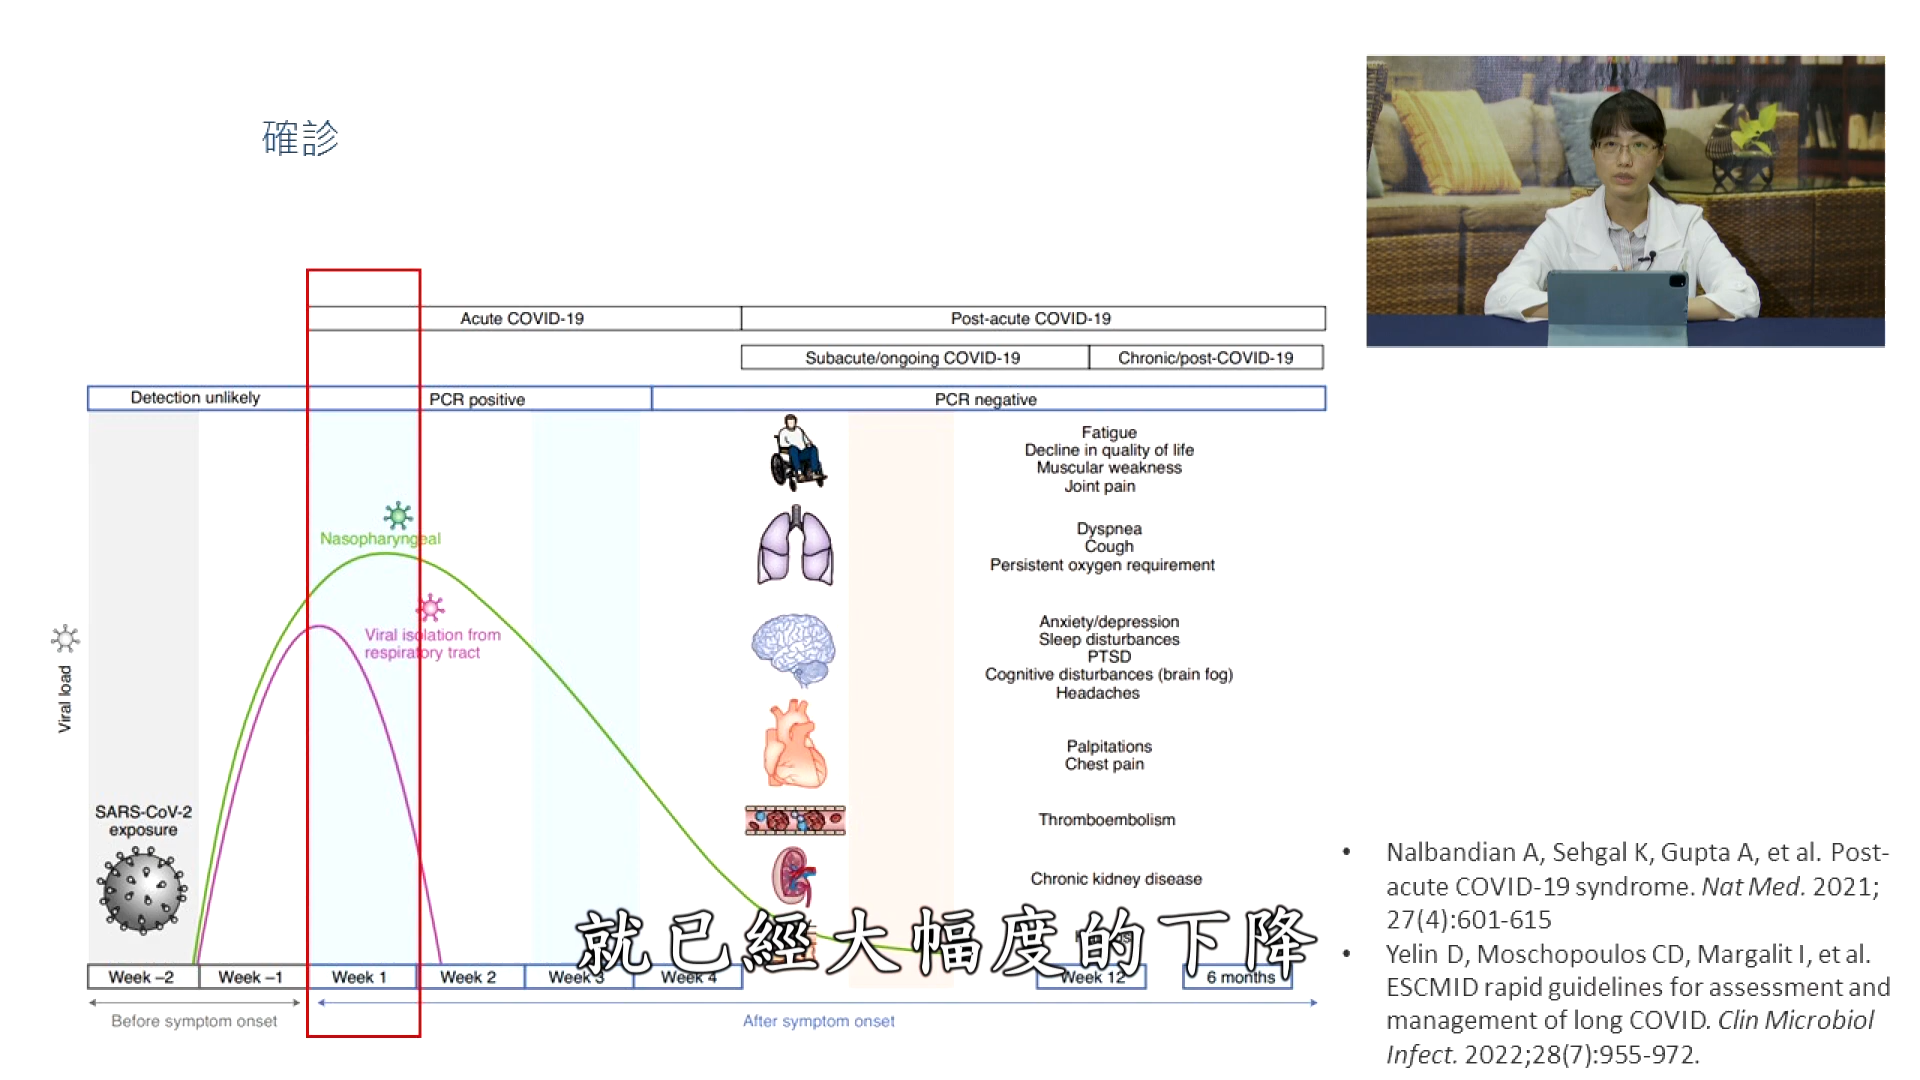 確診
Acute COVID-19
Post-acute COVID-19
Subacute/ongoing COVID-19
Chronic/post-COVID-19
Detection unlikely
PCR positive
PCR negative
Fatigue
Decline in quality of life
Muscular weakness
Joint pain
Nasopharyngeal
Dyspnea
Cough
Persistent oxygen requirement
Viral isolation from
respiratory tract
Anxiety/depression
Sleep disturbances
PTSD
Cognitive disturbances (brain fog)
Headaches
Viral load
Palpitations
Chest pain
SARS-CoV-2
exposure
Thromboembolism
Chronic kidney disease
就已經大幅度的下降
Week –2
Week –1
Week 1
Week 2
Week 3
Week 4
Week 12
6 months
Before symptom onset
After symptom onset
• Nalbandian A, Sehgal K, Gupta A, et al. Post-
acute COVID-19 syndrome. Nat Med. 2021;
27(4):601-615
• Yelin D, Moschopoulos CD, Margalit I, et al.
ESCMID rapid guidelines for assessment and
management of long COVID. Clin Microbiol
Infect. 2022;28(7):955-972.